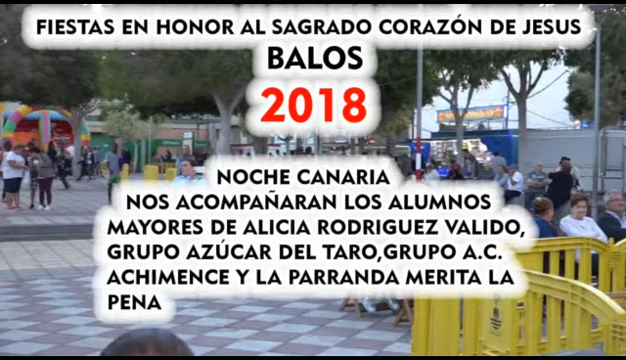 FIESTAS EN HONOR AL SAGRADO CORAZÓN DE JESUS
BALOS
2018
NOCHE CANARIA
NOS ACOMPAÑARAN LOS ALUMNOS
MAYORES DE ALICIA RODRIGUEZ VALIDO,
GRUPO AZÚCAR DEL TARO,GRUPO A.C.
ACHIMENCE Y LA PARRANDA MERITA LA
PENA